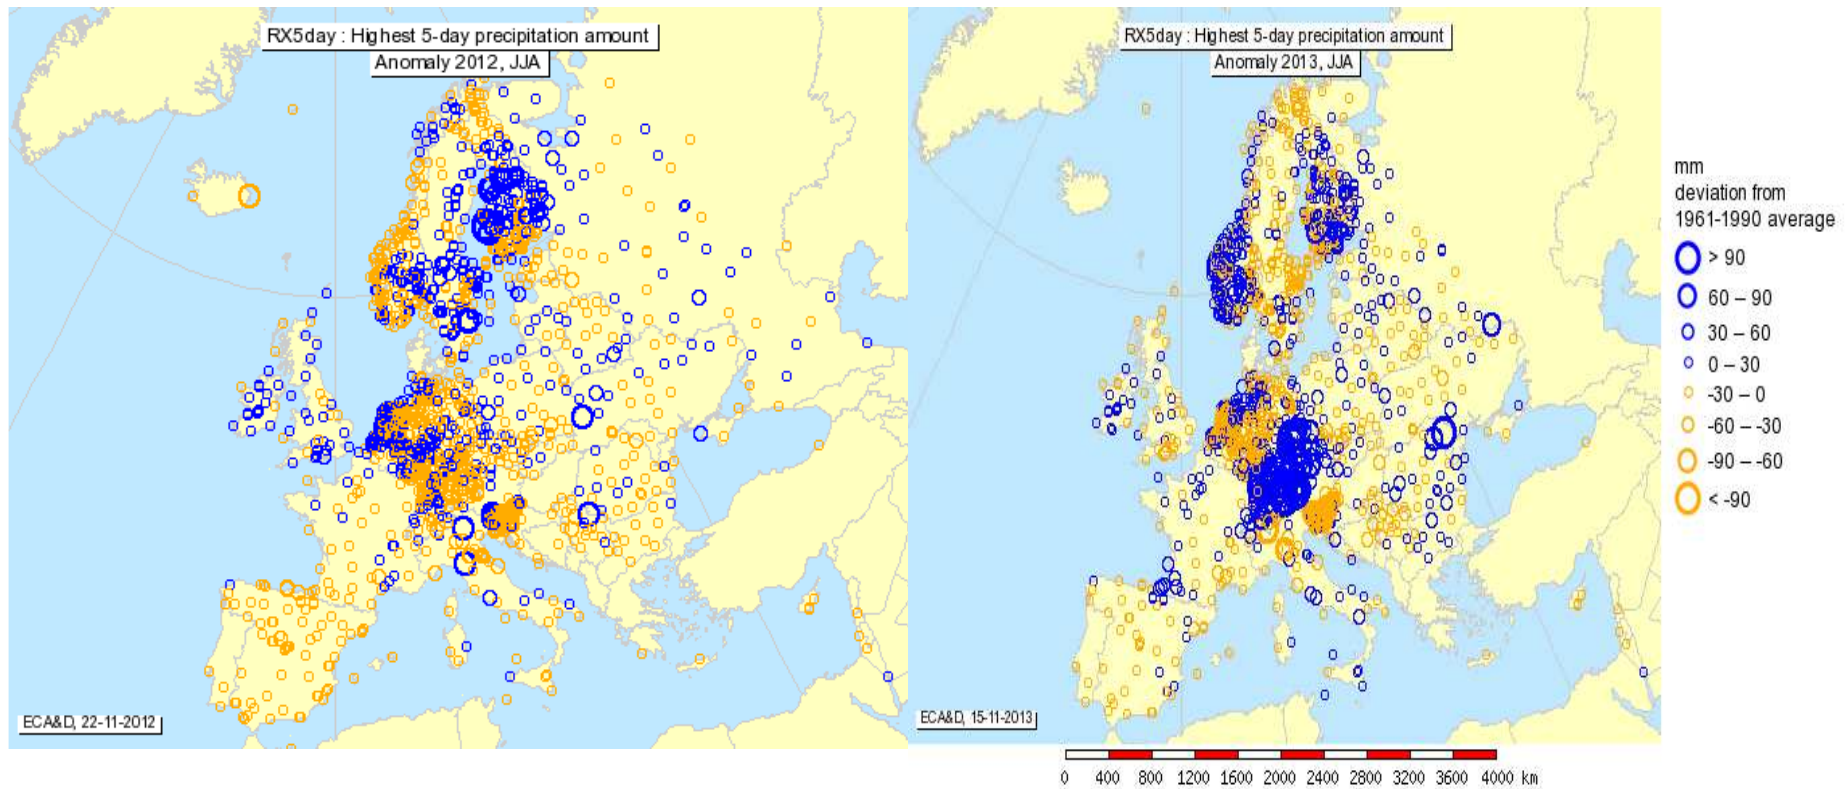 RX5day : Highest 5-day precipitation amount
Anomaly 2012, JJA
ECA&D, 22-11-2012
RX5day : Highest 5-day precipitation amount
Anomaly 2013, JJA
ECA&D, 15-11-2013
mm
deviation from
1961-1990 average
> 90
60 – 90
30 – 60
0 – 30
-30 – 0
-60 – -30
-90 – -60
< -90
0 400 800 1200 1600 2000 2400 2800 3200 3600 4000 km